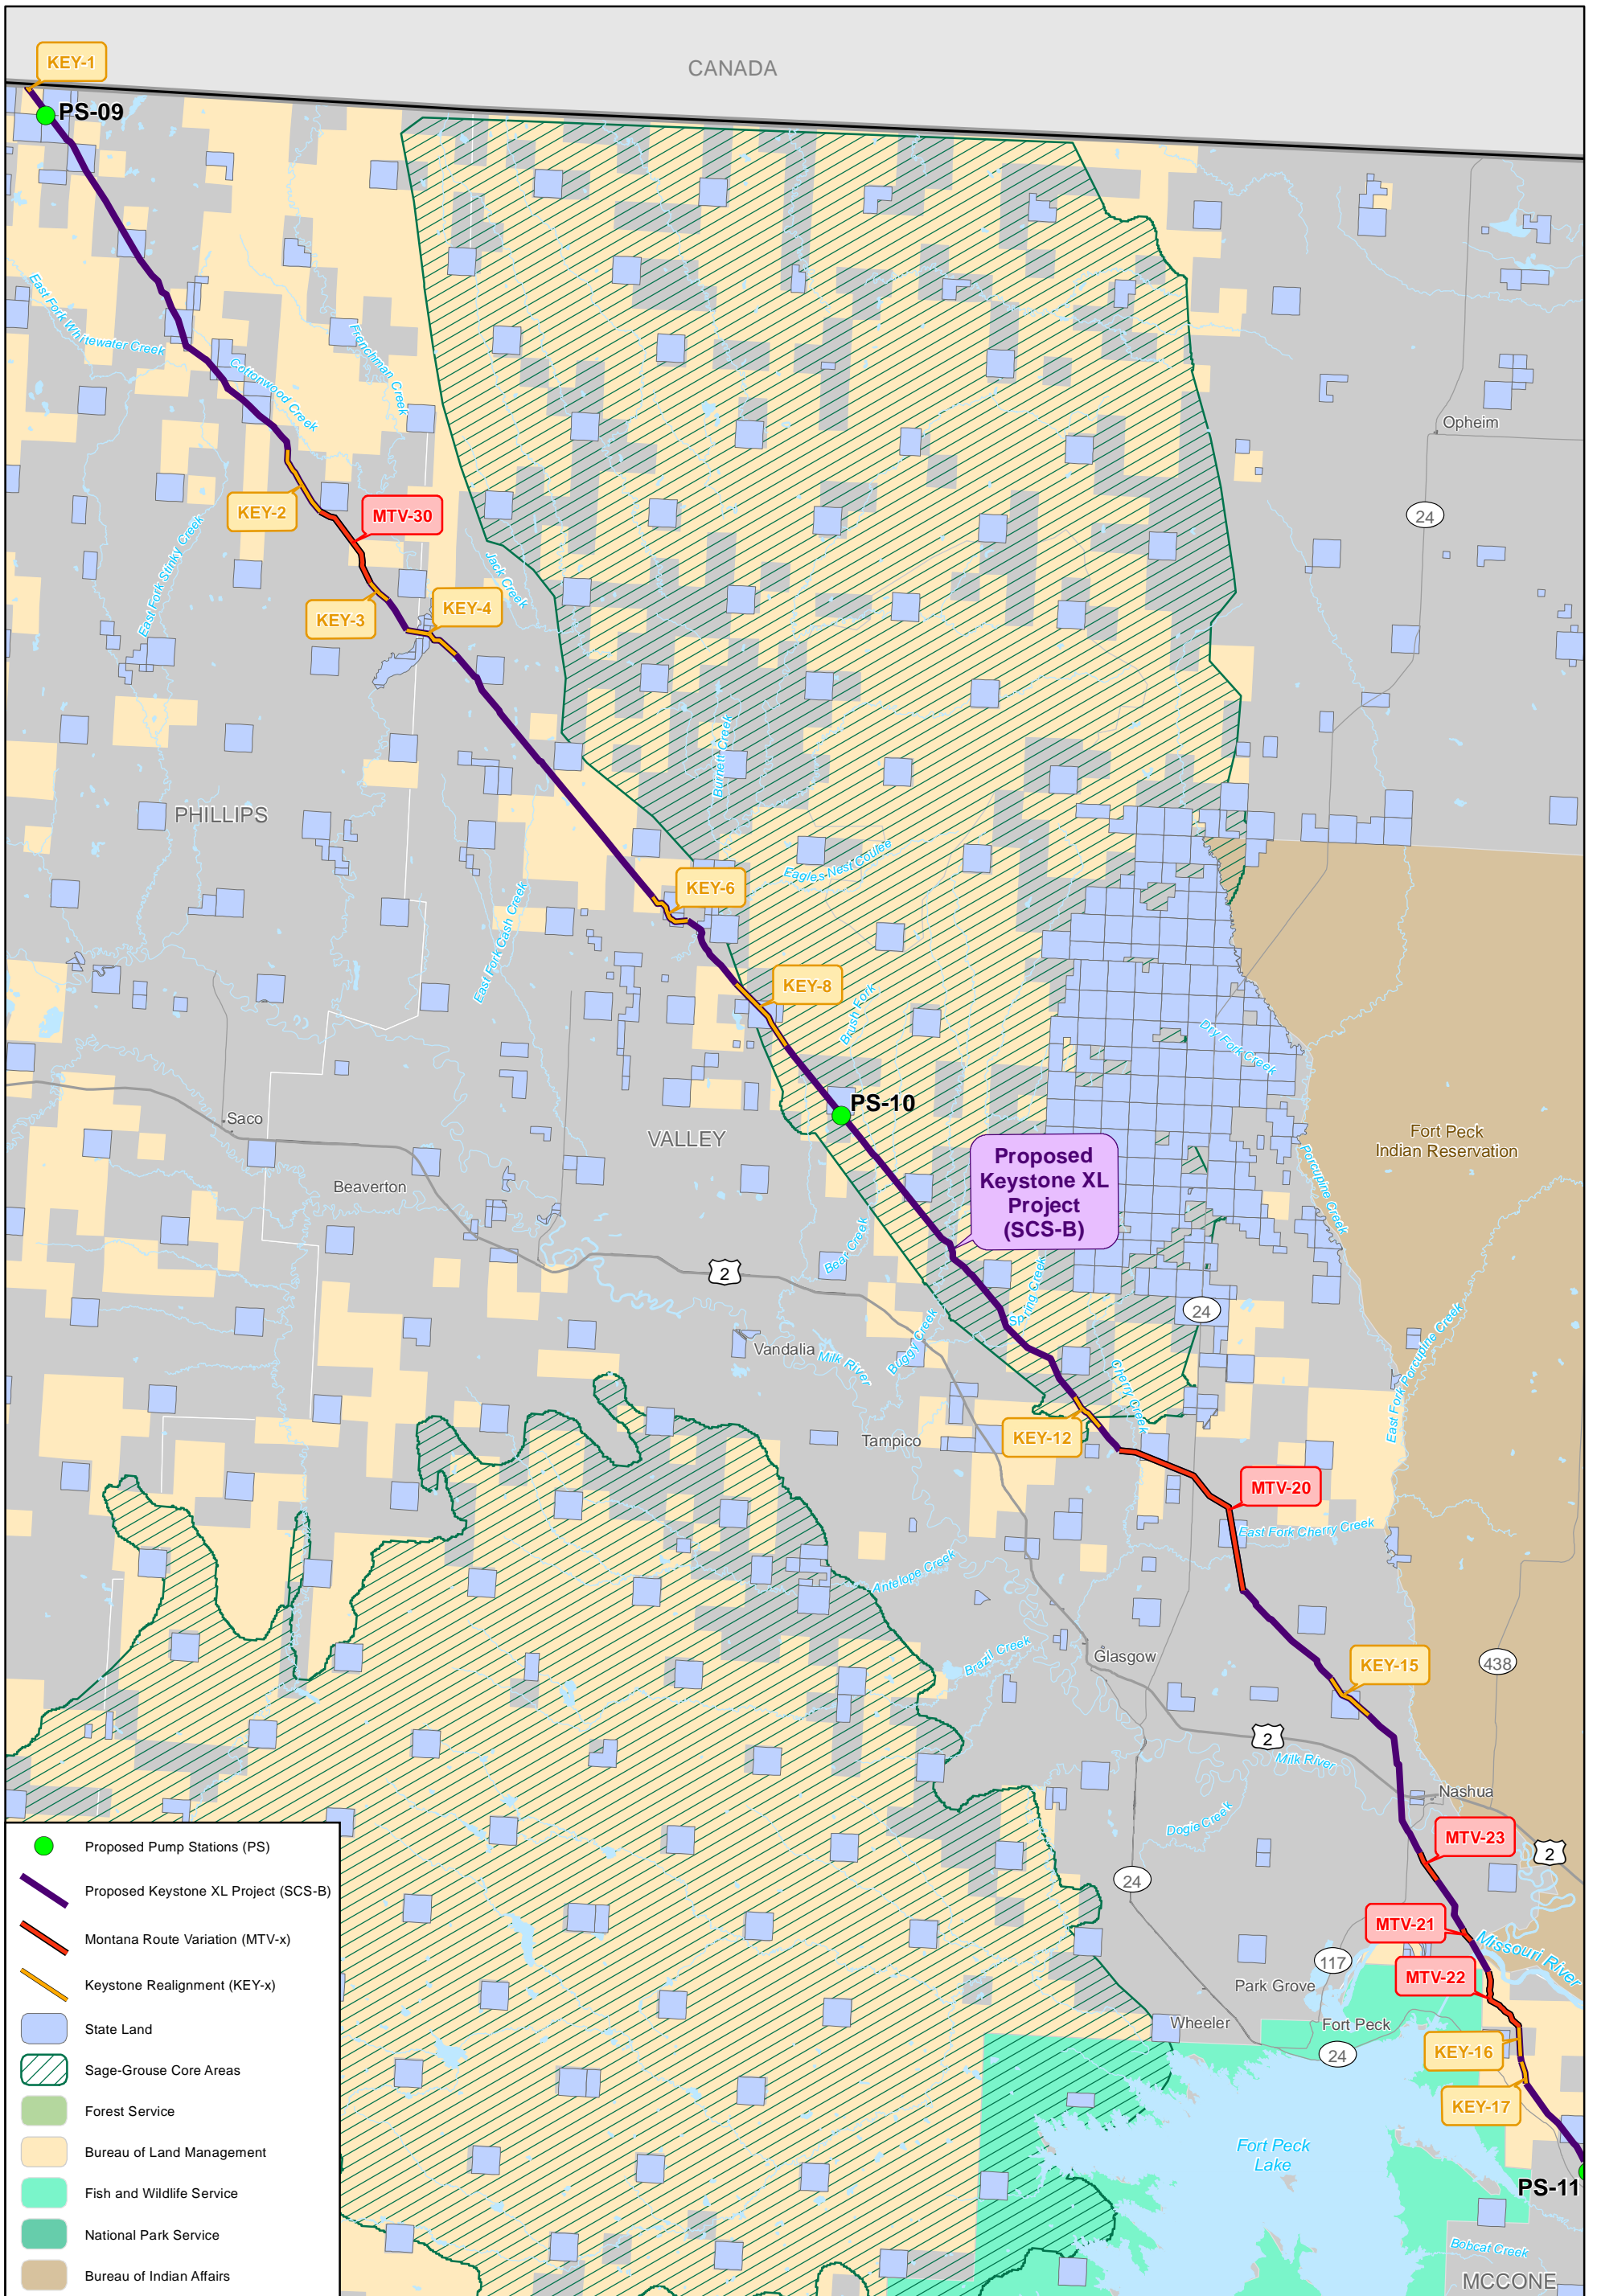 CANADA
KEY-1
PS-09
East Fork Whitewater Creek
Frenchman Creek
Cottonwood Creek
Opheim
24
KEY-2
MTV-30
East Fork Stinky Creek
Jack Creek
KEY-3
KEY-4
Burnett Creek
PHILLIPS
Eagles Nest Coulee
KEY-6
East Fork Cash Creek
KEY-8
Brush Fork
Dry Fork Creek
Saco
PS-10
VALLEY
Fort Peck
Indian Reservation
Proposed
Keystone XL
Project
(SCS-B)
Porcupine Creek
Beaverton
Bear Creek
2
Spring Creek
24
Vandalia
Milk River
Buggy Creek
Cherry Creek
East Fork Porcupine Creek
Tampico
KEY-12
MTV-20
East Fork Cherry Creek
Antelope Creek
Brazil Creek
Glasgow
KEY-15
438
2
Milk River
Nashua
Dogie Creek
MTV-23
2
24
MTV-21
Missouri River
117
MTV-22
Park Grove
Wheeler
Fort Peck
24
KEY-16
KEY-17
Fort Peck
Lake
PS-11
Bobcat Creek
MCCONE
Proposed Pump Stations (PS)
Proposed Keystone XL Project (SCS-B)
Montana Route Variation (MTV-x)
Keystone Realignment (KEY-x)
State Land
Sage-Grouse Core Areas
Forest Service
Bureau of Land Management
Fish and Wildlife Service
National Park Service
Bureau of Indian Affairs